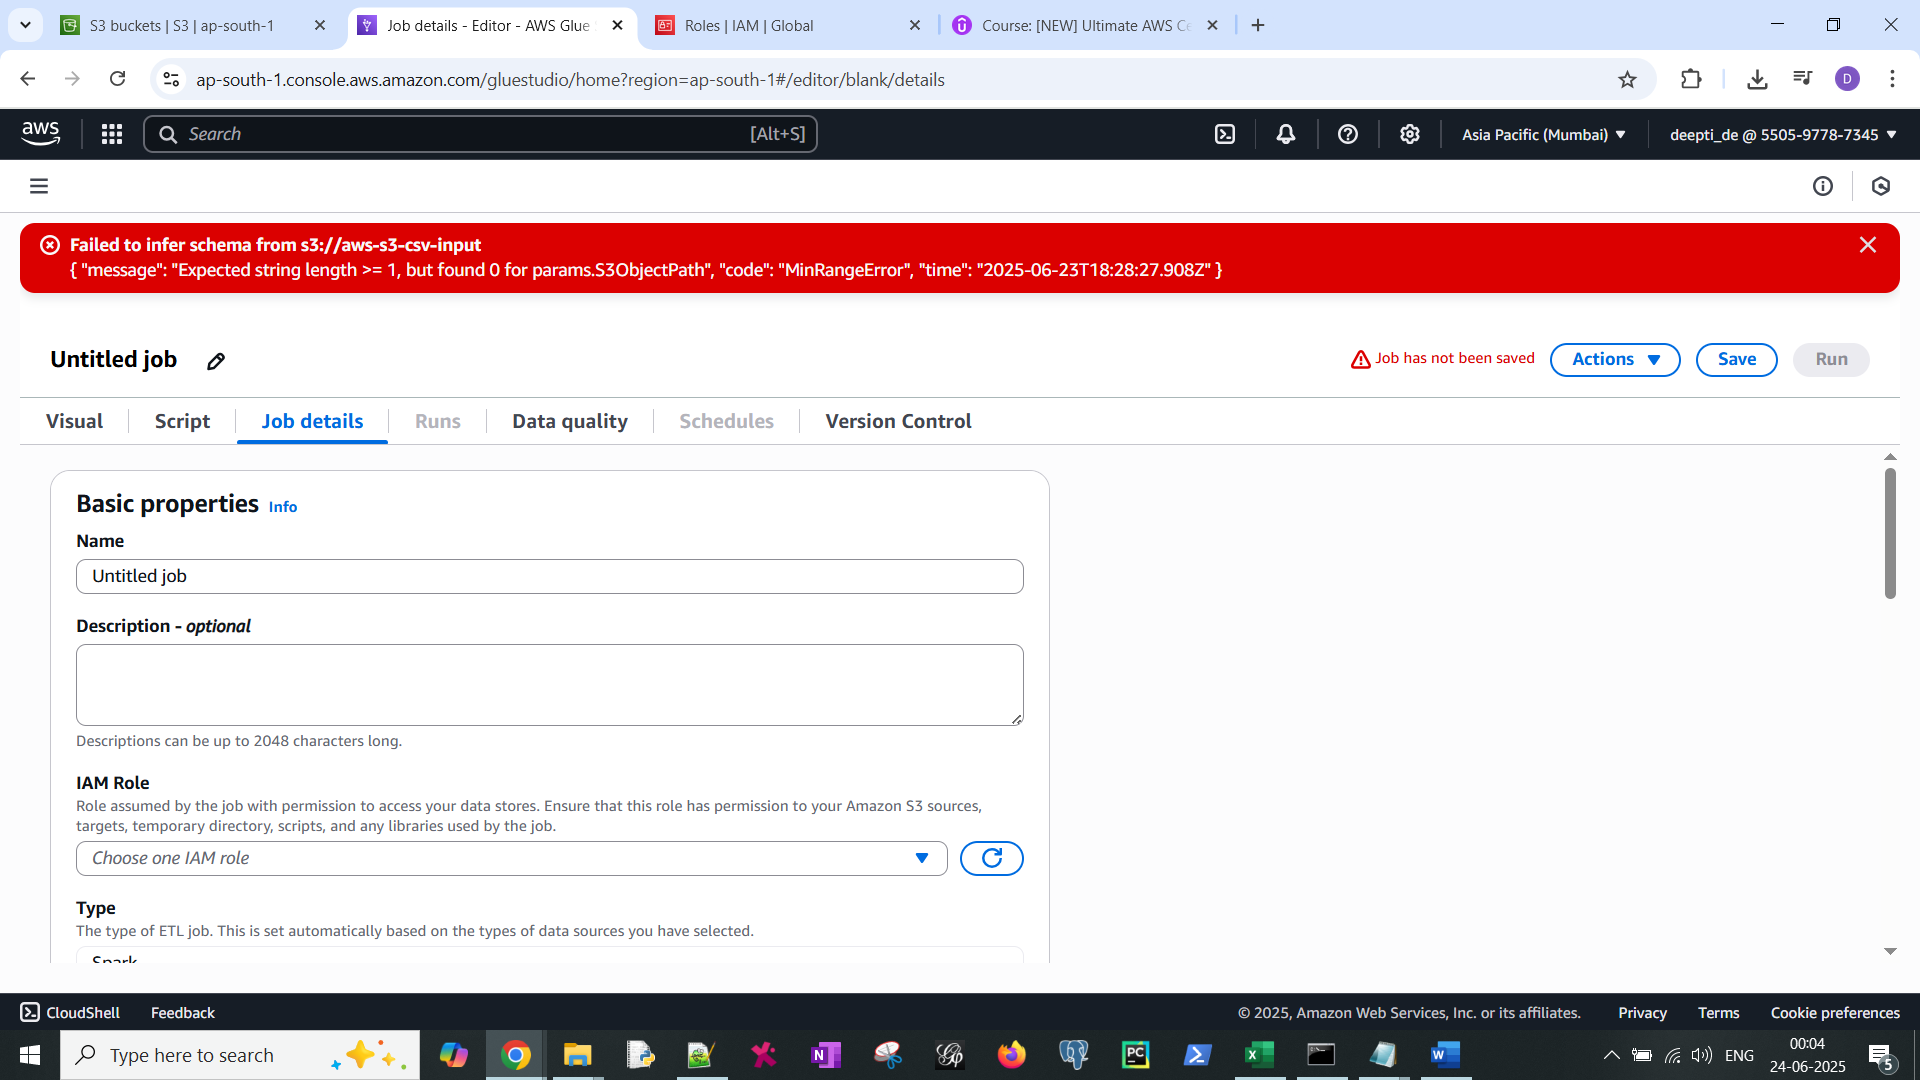 S3 buckets | S3 | ap-south-1
Job details - Editor - AWS Glue
Roles | IAM | Global
Course: [NEW] Ultimate AWS Ce
ap-south-1.console.aws.amazon.com/gluestudio/home?region=ap-south-1#/editor/blank/details
D
aws
Search
[Alt+S]
Asia Pacific (Mumbai)
deepti_de @ 5505-9778-7345
Failed to infer schema from s3://aws-s3-csv-input
{ "message": "Expected string length >= 1, but found 0 for params.S3ObjectPath", "code": "MinRangeError", "time": "2025-06-23T18:28:27.908Z" }
Untitled job
Job has not been saved
Actions
Save
Run
Visual
Script
Job details
Runs
Data quality
Schedules
Version Control
Basic properties Info
Name
Untitled job
Description - optional
Descriptions can be up to 2048 characters long.
IAM Role
Role assumed by the job with permission to access your data stores. Ensure that this role has permission to your Amazon S3 sources,
targets, temporary directory, scripts, and any libraries used by the job.
Choose one IAM role
Type
The type of ETL job. This is set automatically based on the types of data sources you have selected.
Spark
CloudShell
Feedback
© 2025, Amazon Web Services, Inc. or its affiliates.
Privacy
Terms
Cookie preferences
Type here to search
ENG
00:04
24-06-2025
5